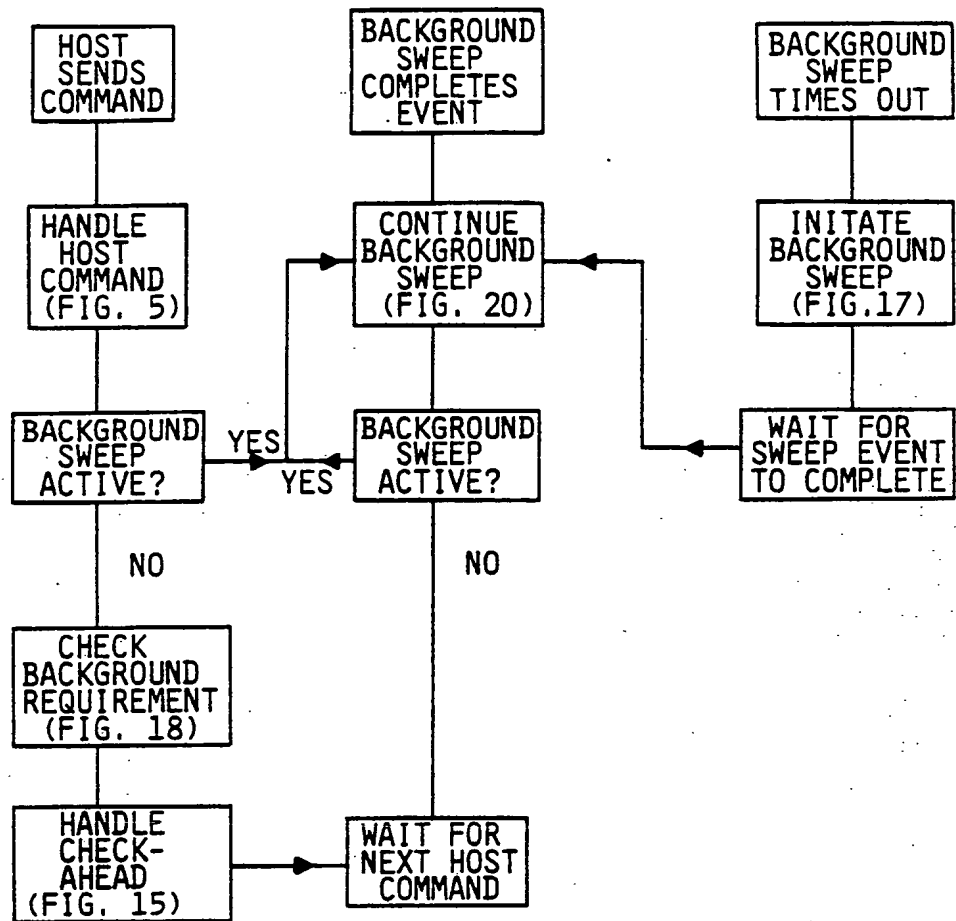 HOST
SENDS
COMMAND
BACKGROUND
SWEEP
COMPLETES
EVENT
BACKGROUND
SWEEP
TIMES OUT
HANDLE
HOST
COMMAND
(FIG. 5)
CONTINUE
BACKGROUND
SWEEP
(FIG. 20)
INITATE
BACKGROUND
SWEEP
(FIG.17)
BACKGROUND
SWEEP
ACTIVE?
YES
YES
BACKGROUND
SWEEP
ACTIVE?
WAIT FOR
SWEEP EVENT
TO COMPLETE
NO
NO
CHECK
BACKGROUND
REQUIREMENT
(FIG. 18)
HANDLE
CHECK-
AHEAD
(FIG. 15)
WAIT FOR
NEXT HOST
COMMAND